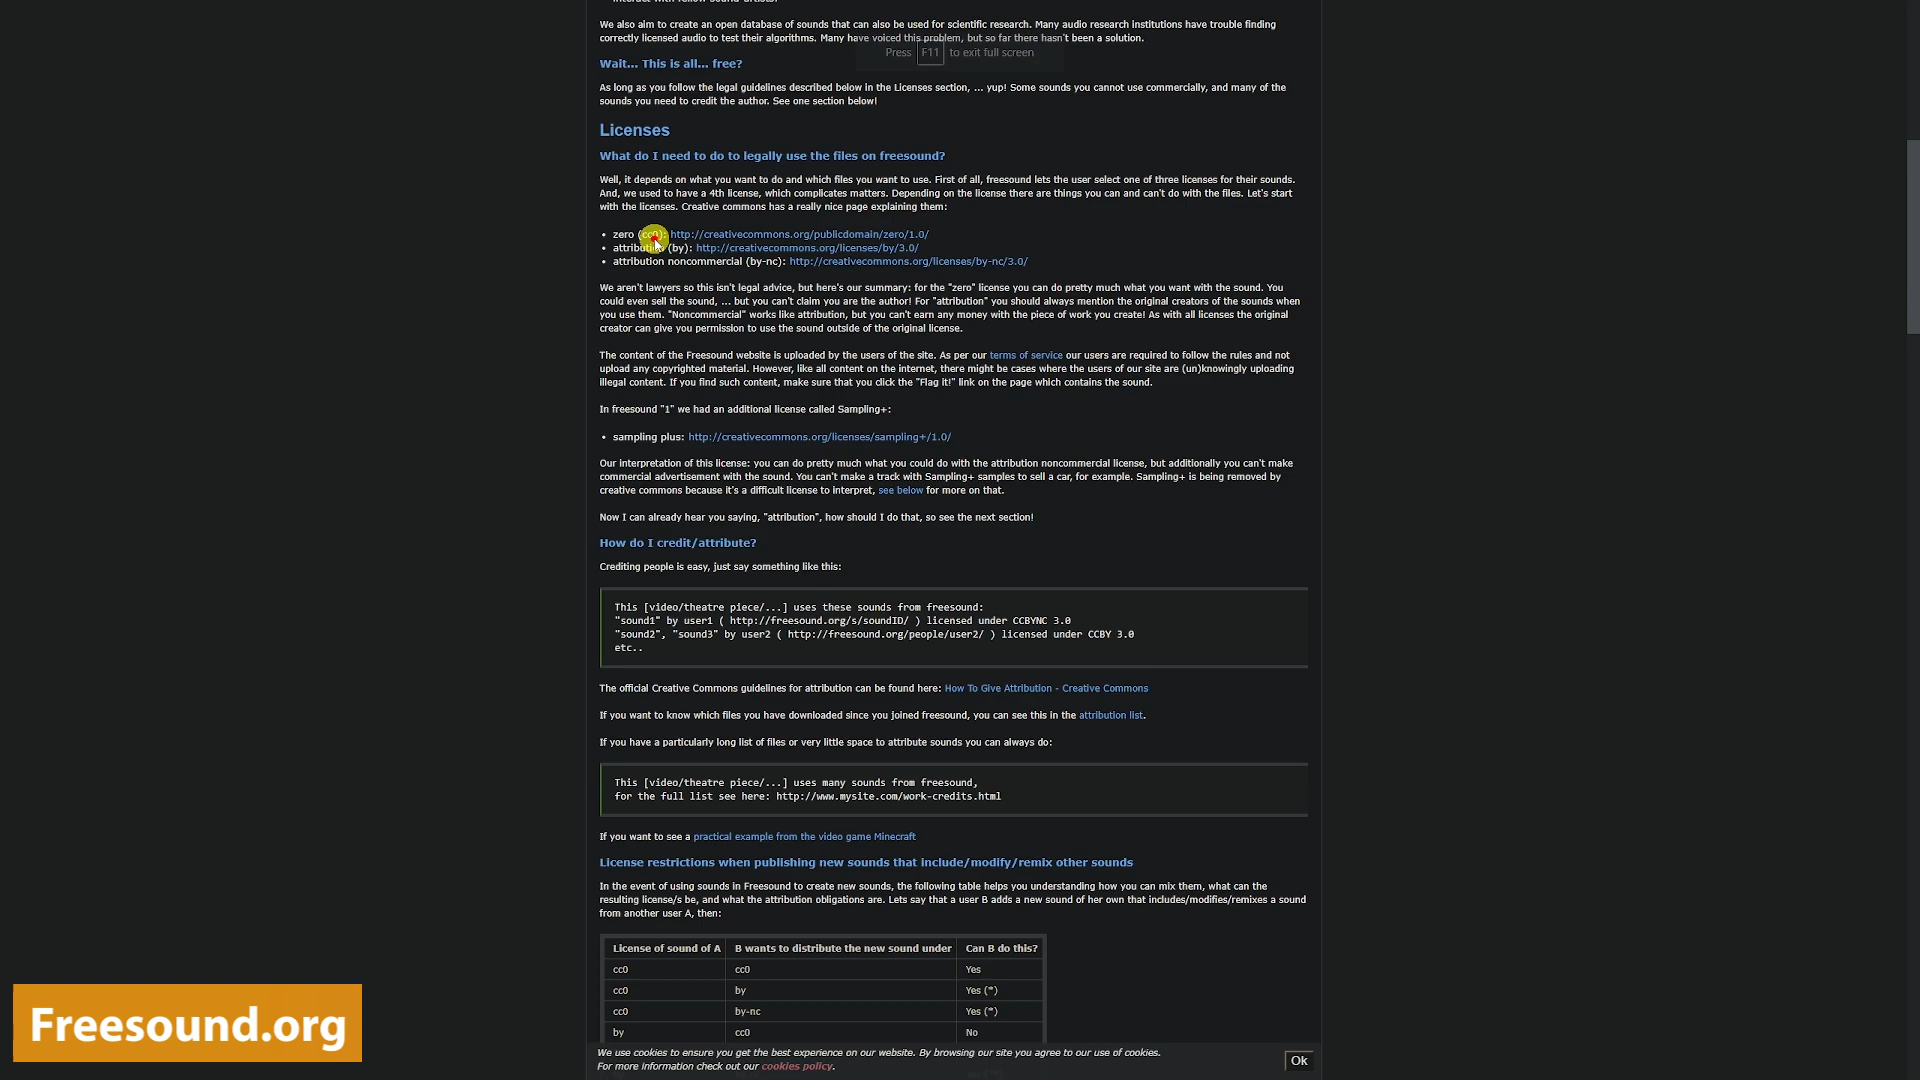 We also aim to create an open database of sounds that can also be used for scientific research. Many audio research institutions have trouble finding
correctly licensed audio to test their algorithms. Many have voiced this problem, but so far there hasn't been a solution.
Press F11 to exit full screen
Wait... This is all... free?
As long as you follow the legal guidelines described below in the Licenses section, ... yup! Some sounds you cannot use commercially, and many of the
sounds you need to credit the author. See one section below!
Licenses
What do I need to do to legally use the files on freesound?
Well, it depends on what you want to do and which files you want to use. First of all, freesound lets the user select one of three licenses for their sounds.
And, we used to have a 4th license, which complicates matters. Depending on the license there are things you can and can't do with the files. Let's start
with the licenses. Creative commons has a really nice page explaining them:
• zero (cc0): http://creativecommons.org/publicdomain/zero/1.0/
• attribution (by): http://creativecommons.org/licenses/by/3.0/
• attribution noncommercial (by-nc): http://creativecommons.org/licenses/by-nc/3.0/
We aren't lawyers so this isn't legal advice, but here's our summary: for the "zero" license you can do pretty much what you want with the sound. You
could even sell the sound, ... but you can't claim you are the author! For "attribution" you should always mention the original creators of the sounds when
you use them. "Noncommercial" works like attribution, but you can't earn any money with the piece of work you create! As with all licenses the original
creator can give you permission to use the sound outside of the original license.
The content of the Freesound website is uploaded by the users of the site. As per our terms of service our users are required to follow the rules and not
upload any copyrighted material. However, like all content on the internet, there might be cases where the users of our site are (un)knowingly uploading
illegal content. If you find such content, make sure that you click the "Flag it!" link on the page which contains the sound.
In freesound "1" we had an additional license called Sampling+:
• sampling plus: http://creativecommons.org/licenses/sampling+/1.0/
Our interpretation of this license: you can do pretty much what you could do with the attribution noncommercial license, but additionally you can't make
commercial advertisement with the sound. You can't make a track with Sampling+ samples to sell a car, for example. Sampling+ is being removed by
creative commons because it's a difficult license to interpret, see below for more on that.
Now I can already hear you saying, "attribution", how should I do that, so see the next section!
How do I credit/attribute?
Crediting people is easy, just say something like this:
This [video/theatre piece/...] uses these sounds from freesound:
"sound1" by user1 ( http://freesound.org/s/soundID/ ) licensed under CCBYNC 3.0
"sound2", "sound3" by user2 ( http://freesound.org/people/user2/ ) licensed under CCBY 3.0
etc..
The official Creative Commons guidelines for attribution can be found here: How To Give Attribution - Creative Commons
If you want to know which files you have downloaded since you joined freesound, you can see this in the attribution list.
If you have a particularly long list of files or very little space to attribute sounds you can always do:
This [video/theatre piece/...] uses many sounds from freesound,
for the full list see here: http://www.mysite.com/work-credits.html
If you want to see a practical example from the video game Minecraft
License restrictions when publishing new sounds that include/modify/remix other sounds
In the event of using sounds in Freesound to create new sounds, the following table helps you understanding how you can mix them, what can the
resulting license/s be, and what the attribution obligations are. Lets say that a user B adds a new sound of her own that includes/modifies/remixes a sound
from another user A, then:
License of sound of A B wants to distribute the new sound under Can B do this?
cc0 cc0 Yes
cc0 by Yes (*)
cc0 by-nc Yes (*)
by cc0 No
We use cookies to ensure you get the best experience on our website. By browsing our site you agree to our use of cookies.
For more information check out our cookies policy.
Ok
Freesound.org